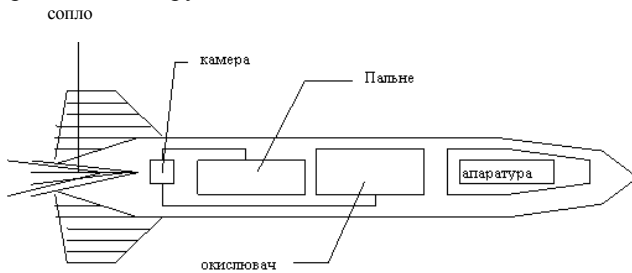 сопло
камера
Пальне
апаратура
окислювач